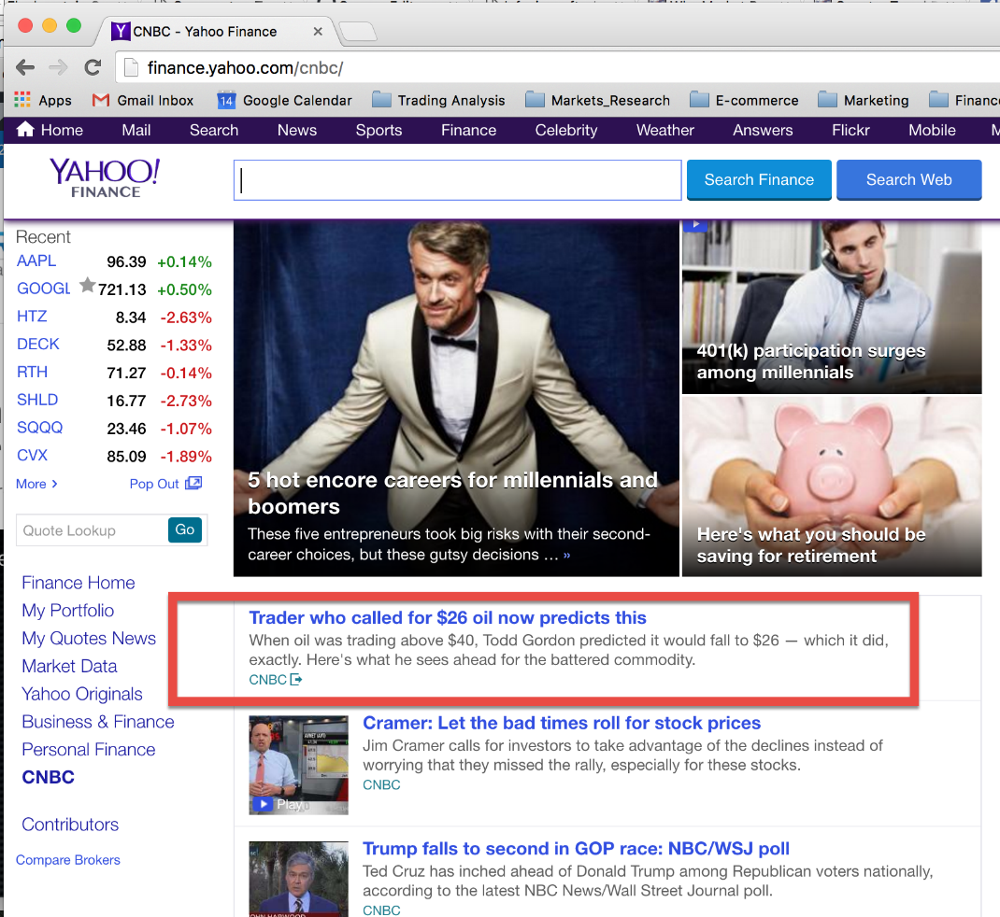 CNBC - Yahoo Finance
finance.yahoo.com/cnbc/
Apps Gmail Inbox 14 Google Calendar Trading Analysis Markets_Research E-commerce Marketing Financ
Home Mail Search News Sports Finance Celebrity Weather Answers Flickr Mobile M
YAHOO!
FINANCE
Search Finance Search Web
Recent
AAPL 96.39 +0.14%
GOOGL 721.13 +0.50%
HTZ 8.34 -2.63%
DECK 52.88 -1.33%
RTH 71.27 -0.14%
SHLD 16.77 -2.73%
SQQQ 23.46 -1.07%
CVX 85.09 -1.89%
More >
Pop Out
Quote Lookup Go
Finance Home
My Portfolio
My Quotes News
Market Data
Yahoo Originals
Business & Finance
Personal Finance
CNBC
Contributors
Compare Brokers
5 hot encore careers for millennials and
boomers
These five entrepreneurs took big risks with their second-
career choices, but these gutsy decisions … »
401(k) participation surges
among millennials
Here's what you should be
saving for retirement
Trader who called for $26 oil now predicts this
When oil was trading above $40, Todd Gordon predicted it would fall to $26 — which it did,
exactly. Here's what he sees ahead for the battered commodity.
CNBC
Cramer: Let the bad times roll for stock prices
Jim Cramer calls for investors to take advantage of the declines instead of
worrying that they missed the rally, especially for these stocks.
CNBC
Play
Trump falls to second in GOP race: NBC/WSJ poll
Ted Cruz has inched ahead of Donald Trump among Republican voters nationally,
according to the latest NBC News/Wall Street Journal poll.
CNBC
JOHN HARWOOD